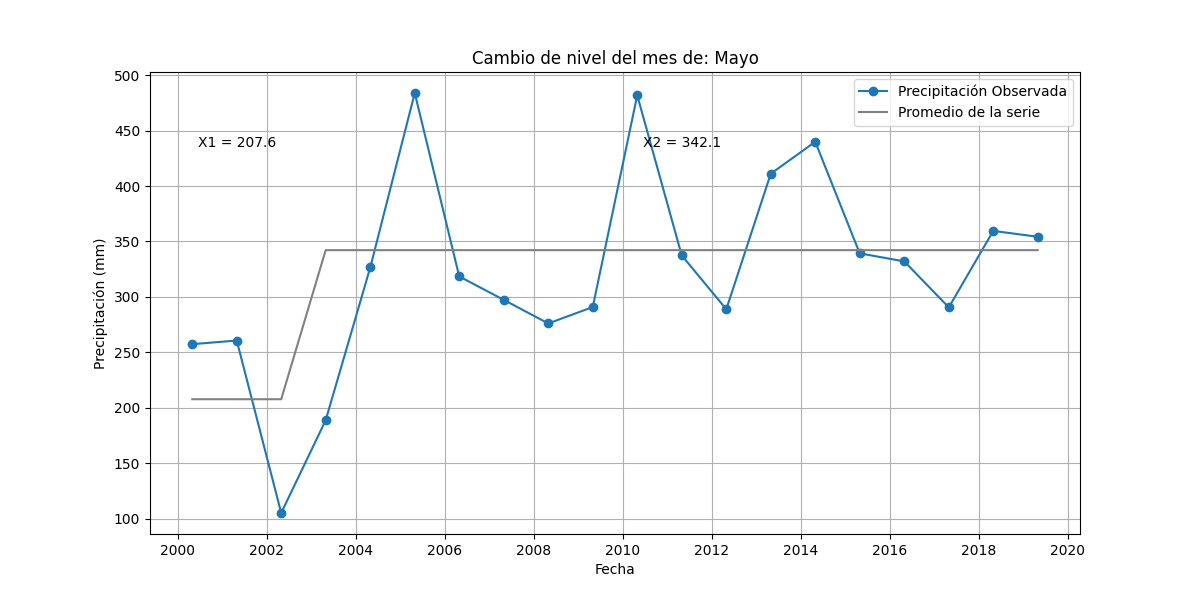 Cambio de nivel del mes de: Mayo
Precipitación Observada
Promedio de la serie
X1 = 207.6
X2 = 342.1
Precipitación (mm)
500
450
400
350
300
250
200
150
100
2000 2002 2004 2006 2008 2010 2012 2014 2016 2018 2020
Fecha